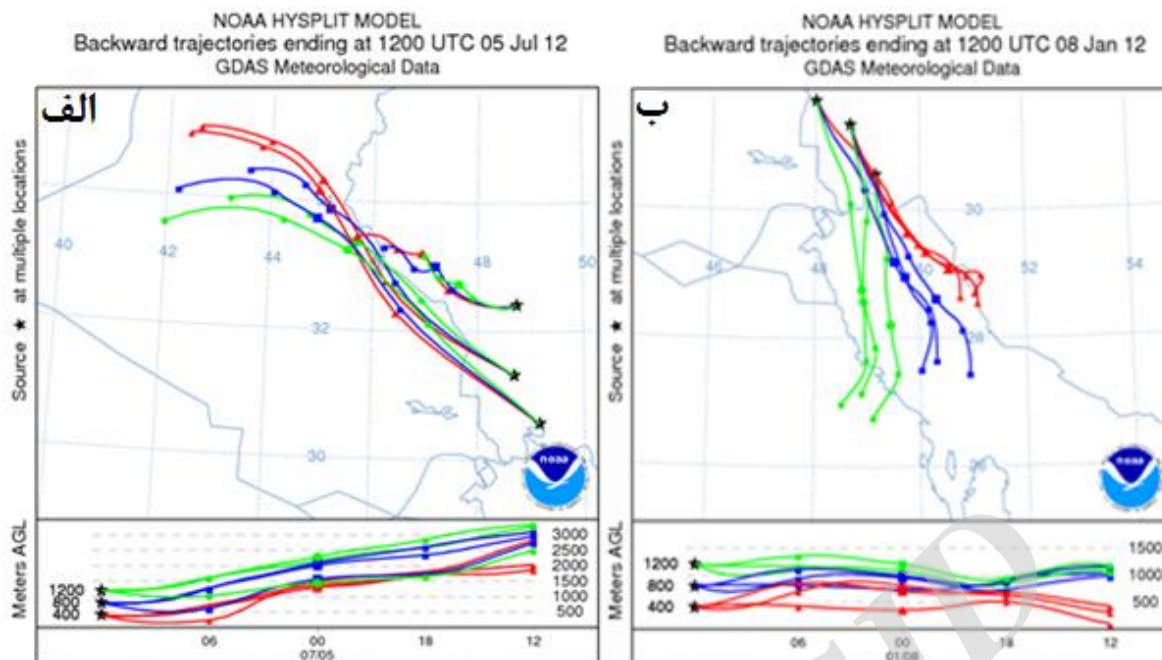 NOAA HYSPLIT MODEL
Backward trajectories ending at 1200 UTC 05 Jul 12
GDAS Meteorological Data
الف
Source ★ at multiple locations
40
42
44
48
50
32
30
noaa
Meters AGL
1200
800
400
3000
2500
2000
1500
1000
500
06
00
18
12
07/05
NOAA HYSPLIT MODEL
Backward trajectories ending at 1200 UTC 08 Jan 12
GDAS Meteorological Data
ب
Source ★ at multiple locations
46
48
50
52
54
30
28
26
noaa
Meters AGL
1200
800
400
1500
1000
500
06
00
18
12
01/08